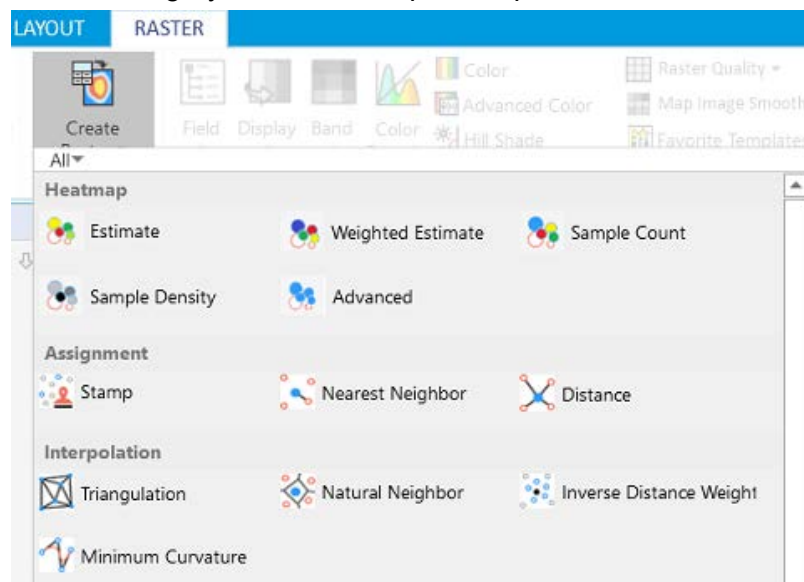 LAYOUT RASTER
Create Field Display Band Color Color Raster Quality
Advanced Color Map Image Smooth
Hill Shade Favorite Templates
All
Heatmap
Estimate Weighted Estimate Sample Count
Sample Density Advanced
Assignment
Stamp Nearest Neighbor Distance
Interpolation
Triangulation Natural Neighbor Inverse Distance Weight
Minimum Curvature